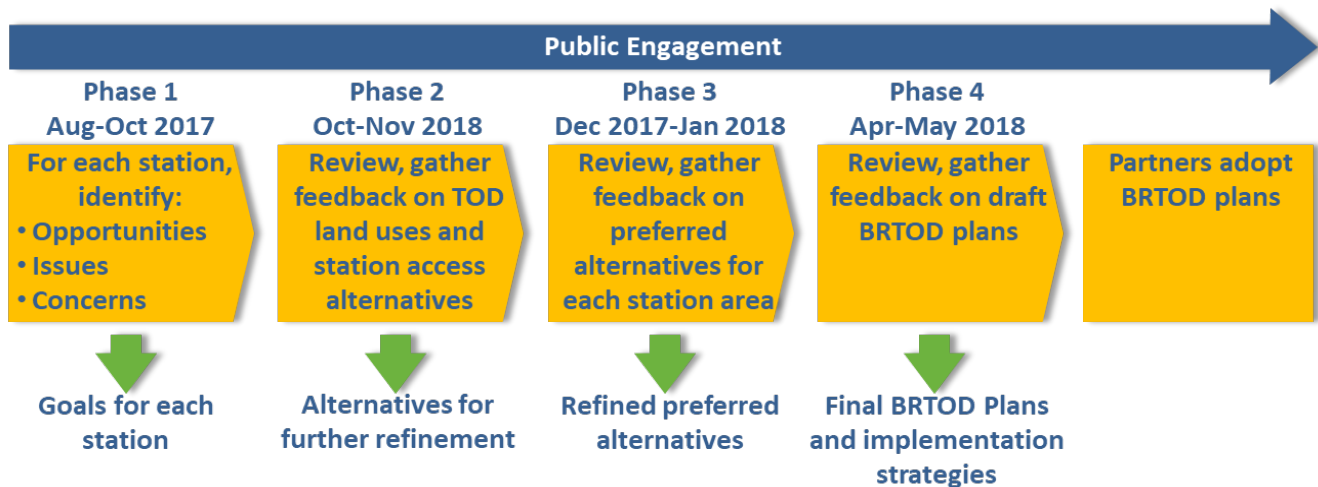 Public Engagement
Phase 1
Aug-Oct 2017
For each station,
identify:
• Opportunities
• Issues
• Concerns
Goals for each
station
Phase 2
Oct-Nov 2018
Review, gather
feedback on TOD
land uses and
station access
alternatives
Alternatives for
further refinement
Phase 3
Dec 2017-Jan 2018
Review, gather
feedback on
preferred
alternatives for
each station area
Refined preferred
alternatives
Phase 4
Apr-May 2018
Review, gather
feedback on draft
BRTOD plans
Final BRTOD Plans
and implementation
strategies
Partners adopt
BRTOD plans